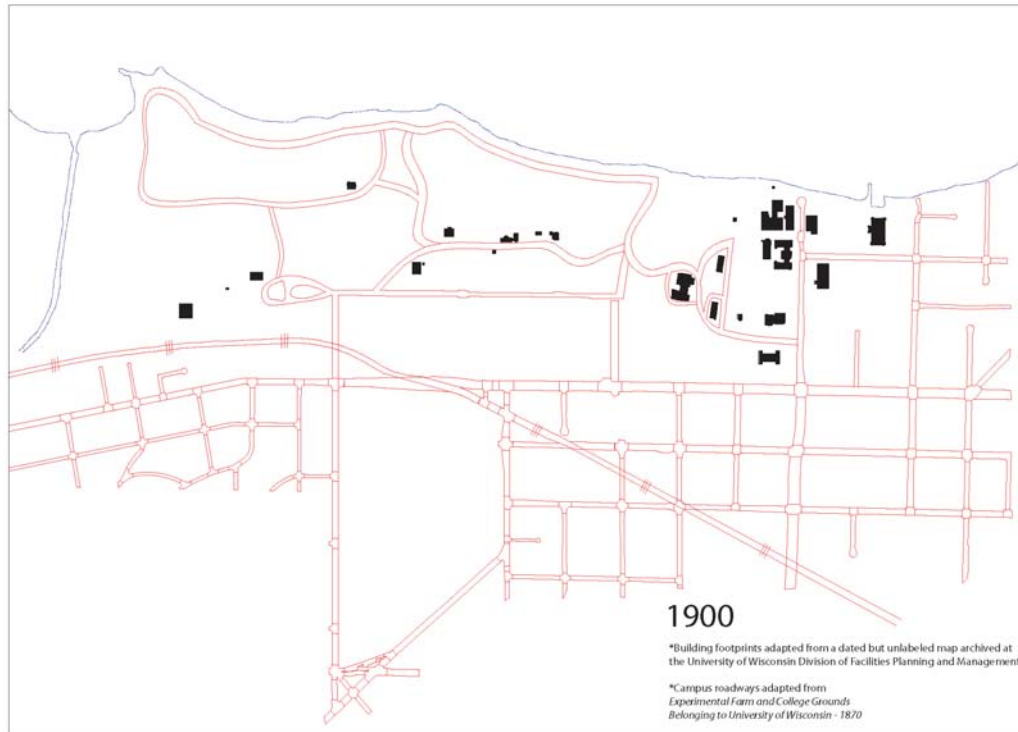 1900
*Building footprints adapted from a dated but unlabeled map archived at
the University of Wisconsin Division of Facilities Planning and Management
*Campus roadways adapted from
Experimental Farm and College Grounds
Belonging to University of Wisconsin - 1870